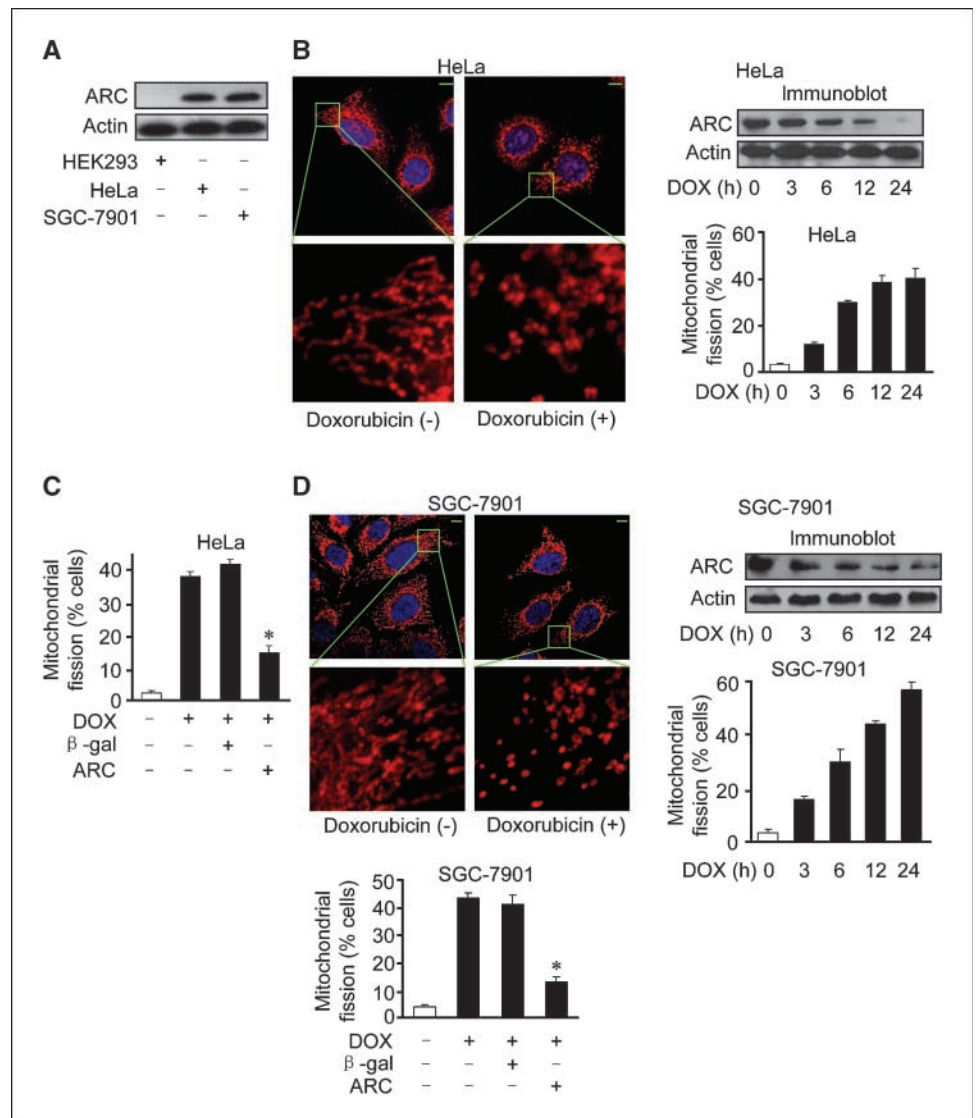 A
ARC
Actin
HEK293 + – –
HeLa – + –
SGC-7901 – – +
B
HeLa
Doxorubicin (-) Doxorubicin (+)
HeLa
Immunoblot
ARC
Actin
DOX (h) 0 3 6 12 24
HeLa
Mitochondrial
fission (% cells)
60
40
20
0
DOX (h) 0 3 6 12 24
C
HeLa
Mitochondrial
fission (% cells)
40
30
20
10
0
*
DOX – + + +
β-gal – – + –
ARC – – – +
D
SGC-7901
Doxorubicin (-) Doxorubicin (+)
SGC-7901
Immunoblot
ARC
Actin
DOX (h) 0 3 6 12 24
SGC-7901
Mitochondrial
fission (% cells)
60
40
20
0
DOX (h) 0 3 6 12 24
SGC-7901
Mitochondrial
fission (% cells)
50
40
30
20
10
0
*
DOX – + + +
β-gal – – + –
ARC – – – +